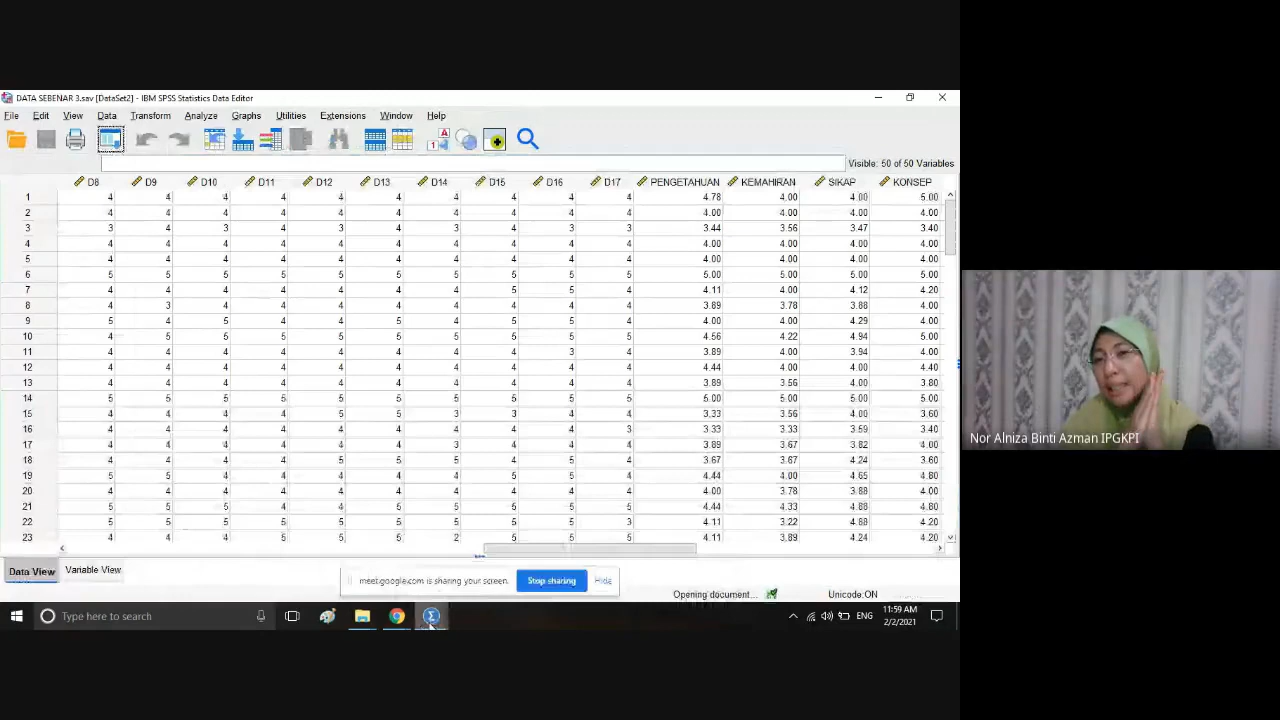 DATA SEBENAR 3.sav [DataSet2] - IBM SPSS Statistics Data Editor
File Edit View Data Transform Analyze Graphs Utilities Extensions Window Help
Visible: 50 of 50 Variables
D8 D9 D10 D11 D12 D13 D14 D15 D16 D17 PENGETAHUAN KEMAHIRAN SIKAP KONSEP
1 4 4 4 4 4 4 4 4 4 4 4.78 4.00 4.00 5.00
2 4 4 4 4 4 4 4 4 4 4 4.00 4.00 4.00 4.00
3 3 4 3 4 3 4 3 4 3 3 3.44 3.56 3.47 3.40
4 4 4 4 4 4 4 4 4 4 4 4.00 4.00 4.00 4.00
5 4 4 4 4 4 4 4 4 4 4 4.00 4.00 4.00 4.00
6 5 5 5 5 5 5 5 5 5 5 5.00 5.00 5.00 5.00
7 4 4 4 4 4 4 4 5 5 4 4.11 4.00 4.12 4.20
8 4 3 4 4 4 4 4 4 4 4 3.89 3.78 3.88 4.00
9 5 4 5 4 4 5 4 5 5 4 4.00 4.00 4.29 4.00
10 4 5 5 5 5 5 5 5 5 5 4.56 4.22 4.94 5.00
11 4 4 4 4 4 4 4 4 3 4 3.89 4.00 3.94 4.00
12 4 4 4 4 4 4 4 4 4 4 4.44 4.00 4.00 4.40
13 4 4 4 4 4 4 4 4 4 4 3.89 3.56 4.00 3.80
14 5 5 5 5 5 5 5 5 5 5 5.00 5.00 5.00 5.00
15 4 4 4 4 5 5 3 3 4 4 3.33 3.56 4.00 3.60
16 4 4 4 4 4 4 4 4 4 3 3.33 3.33 3.59 3.40
17 4 4 4 4 4 4 3 4 4 4 3.89 3.67 3.82 4.00
18 4 4 4 4 5 5 5 4 5 4 3.67 3.67 4.24 3.60
19 5 5 4 4 4 4 4 5 5 5 4.44 4.00 4.65 4.80
20 4 4 4 4 4 4 4 4 4 4 4.00 3.78 3.88 4.00
21 5 5 5 4 4 5 5 5 5 5 4.44 4.33 4.88 4.80
22 5 5 5 5 5 5 5 5 5 3 4.11 3.22 4.88 4.20
23 4 4 4 5 5 5 2 5 5 4 4.11 3.89 4.24 4.20
Data View Variable View
meet.google.com is sharing your screen. Stop sharing Hide
Opening document... Unicode:ON
Type here to search
ENG 11:59 AM
2/2/2021
Nor Alniza Binti Azman IPGKPI